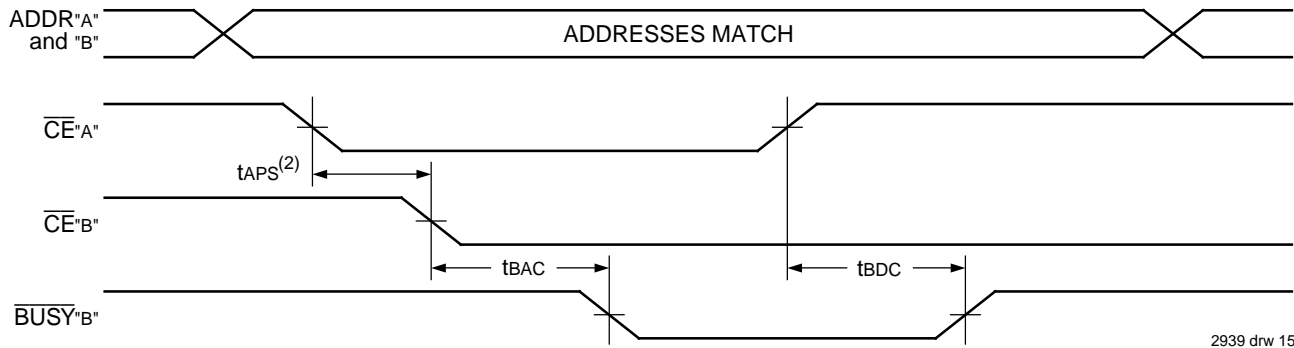 ADDR"A"
and "B"
ADDRESSES MATCH
CE"A"
tAPS(2)
CE"B"
tBAC
tBDC
BUSY"B"
2939 drw 15